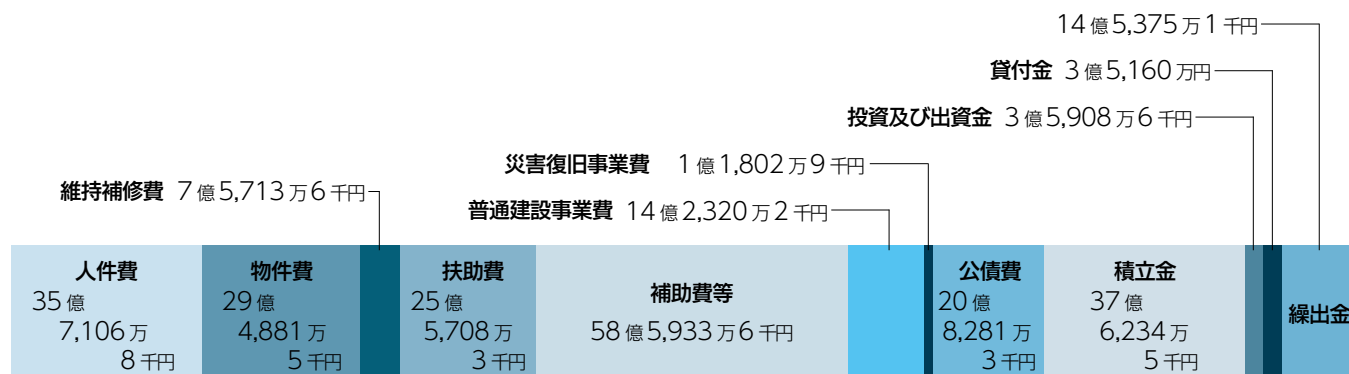 14億5,375万1千円
貸付金 3億5,160万円
投資及び出資金 3億5,908万6千円
災害復旧事業費 1億1,802万9千円
維持補修費 7億5,713万6千円
普通建設事業費 14億2,320万2千円
人件費
35億
7,106万
8千円
物件費
29億
4,881万
5千円
扶助費
25億
5,708万
3千円
補助費等
58億5,933万6千円
公債費
20億
8,281万
3千円
積立金
37億
6,234万
5千円
繰出金